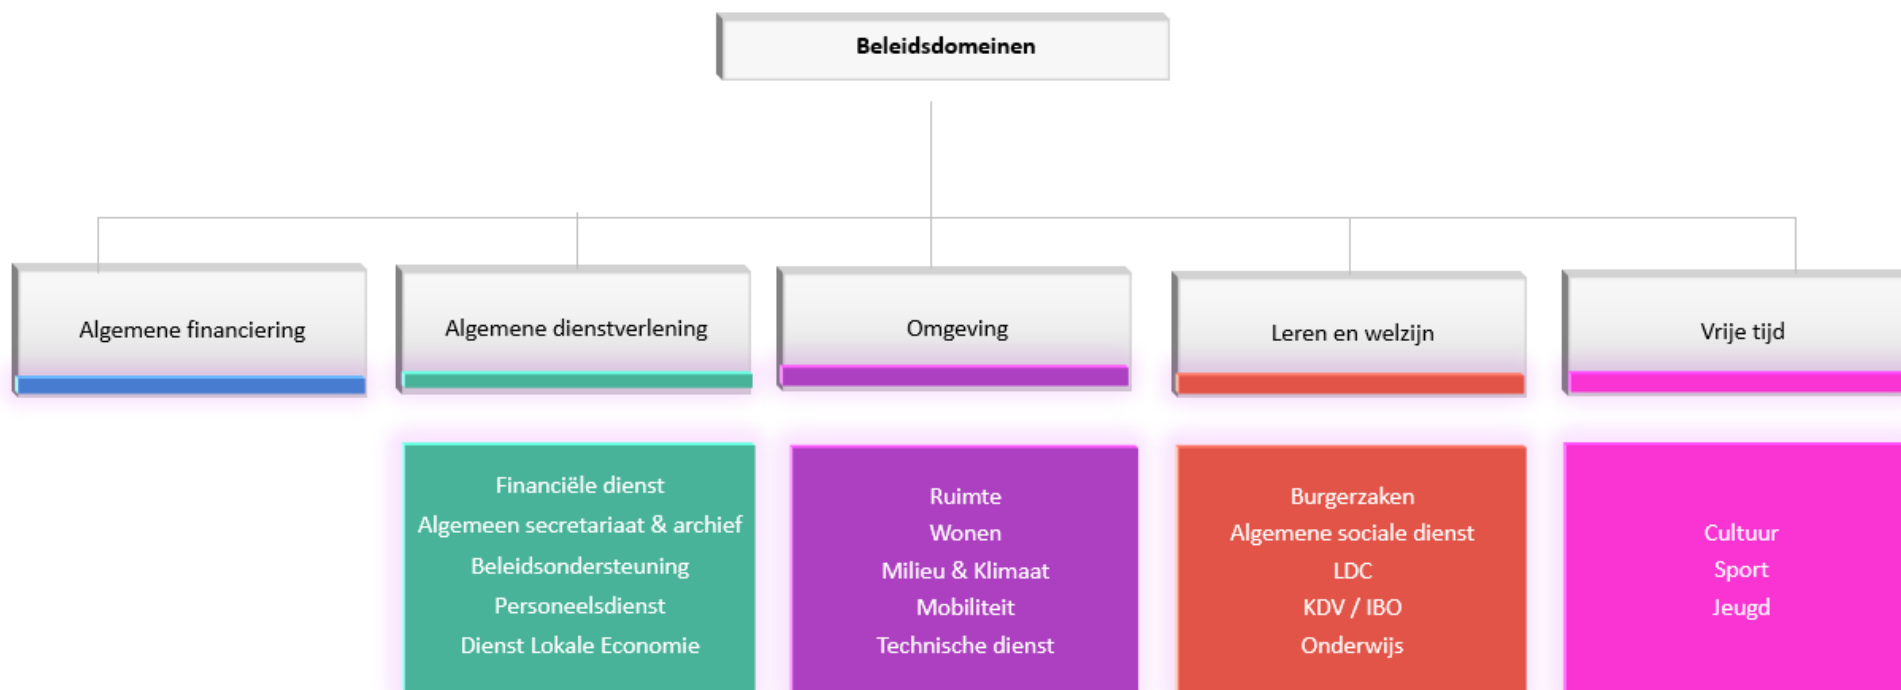 Beleidsdomeinen
Algemene financiering
Algemene dienstverlening
Omgeving
Leren en welzijn
Vrije tijd
Financiële dienst
Algemeen secretariaat & archief
Beleidsondersteuning
Personeelsdienst
Dienst Lokale Economie
Ruimte
Wonen
Milieu & Klimaat
Mobiliteit
Technische dienst
Burgerzaken
Algemene sociale dienst
LDC
KDV / IBO
Onderwijs
Cultuur
Sport
Jeugd